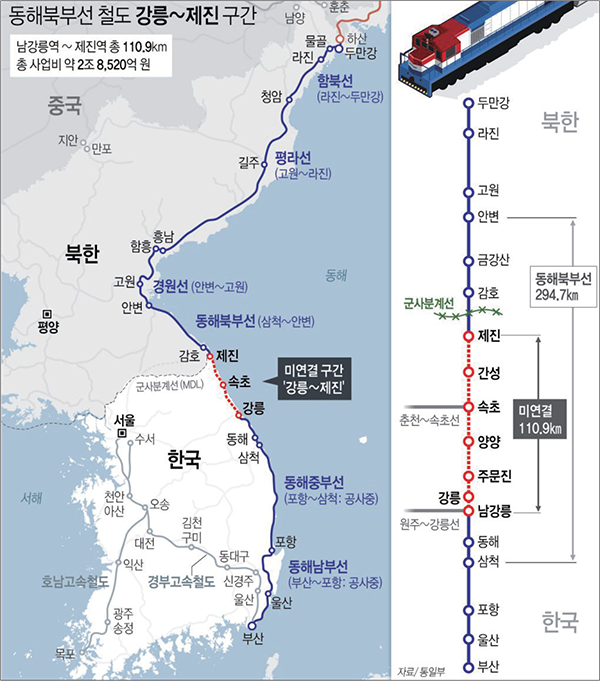 동해북부선 철도 강릉~제진 구간
남강릉역 ~ 제진역 총 110.9km
총 사업비 약 2조 8,520억 원
훈춘
남양
하산
물골
두만강
라진
함북선
(라진~두만강)
청암
중국
지안
만포
길주
평라선
(고원~라진)
흥남
함흥
북한
고원
경원선 (안변~고원)
동해
안변
평양
동해북부선 (삼척~안변)
감호
제진
군사분계선 (MDL)
속초
미연결 구간
'강릉~제진'
강릉
서울
수서
한국
동해
삼척
서해
천안
아산
오송
동해중부선
(포항~삼척: 공사중)
김천
구미
대전
동대구
포항
익산
신경주
동해남부선
(부산~포항: 공사중)
호남고속철도
경부고속철도
울산
울산
광주
송정
부산
목포
두만강
북한
라진
고원
안변
금강산
동해북부선
294.7km
감호
군사분계선
제진
간성
속초
춘천~속초선
미연결
110.9km
양양
주문진
강릉
남강릉
원주~강릉선
동해
삼척
포항
한국
울산
부산
자료/통일부